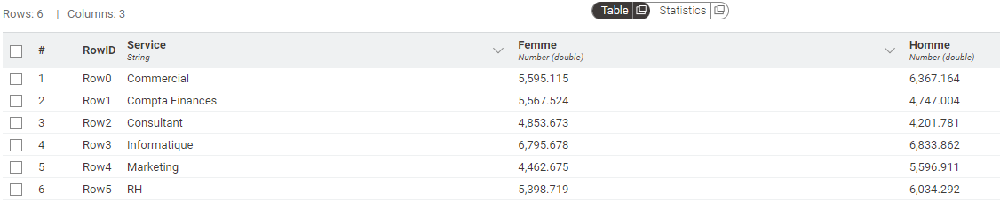 Rows: 6 | Columns: 3 Table Statistics
# RowID Service Femme Homme
String Number (double) Number (double)
1 Row0 Commercial 5,595.115 6,367.164
2 Row1 Compta Finances 5,567.524 4,747.004
3 Row2 Consultant 4,853.673 4,201.781
4 Row3 Informatique 6,795.678 6,833.862
5 Row4 Marketing 4,462.675 5,596.911
6 Row5 RH 5,398.719 6,034.292